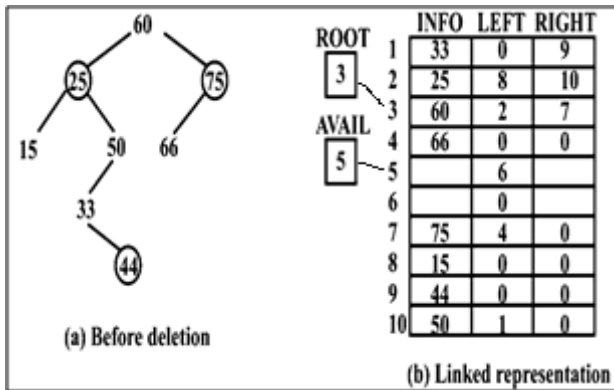 60
25 75
15 50 66
33
44
(a) Before deletion
ROOT
3
AVAIL
5
INFO LEFT RIGHT
1 33 0 9
2 25 8 10
3 60 2 7
4 66 0 0
5 6
6 0
7 75 4 0
8 15 0 0
9 44 0 0
10 50 1 0
(b) Linked representation